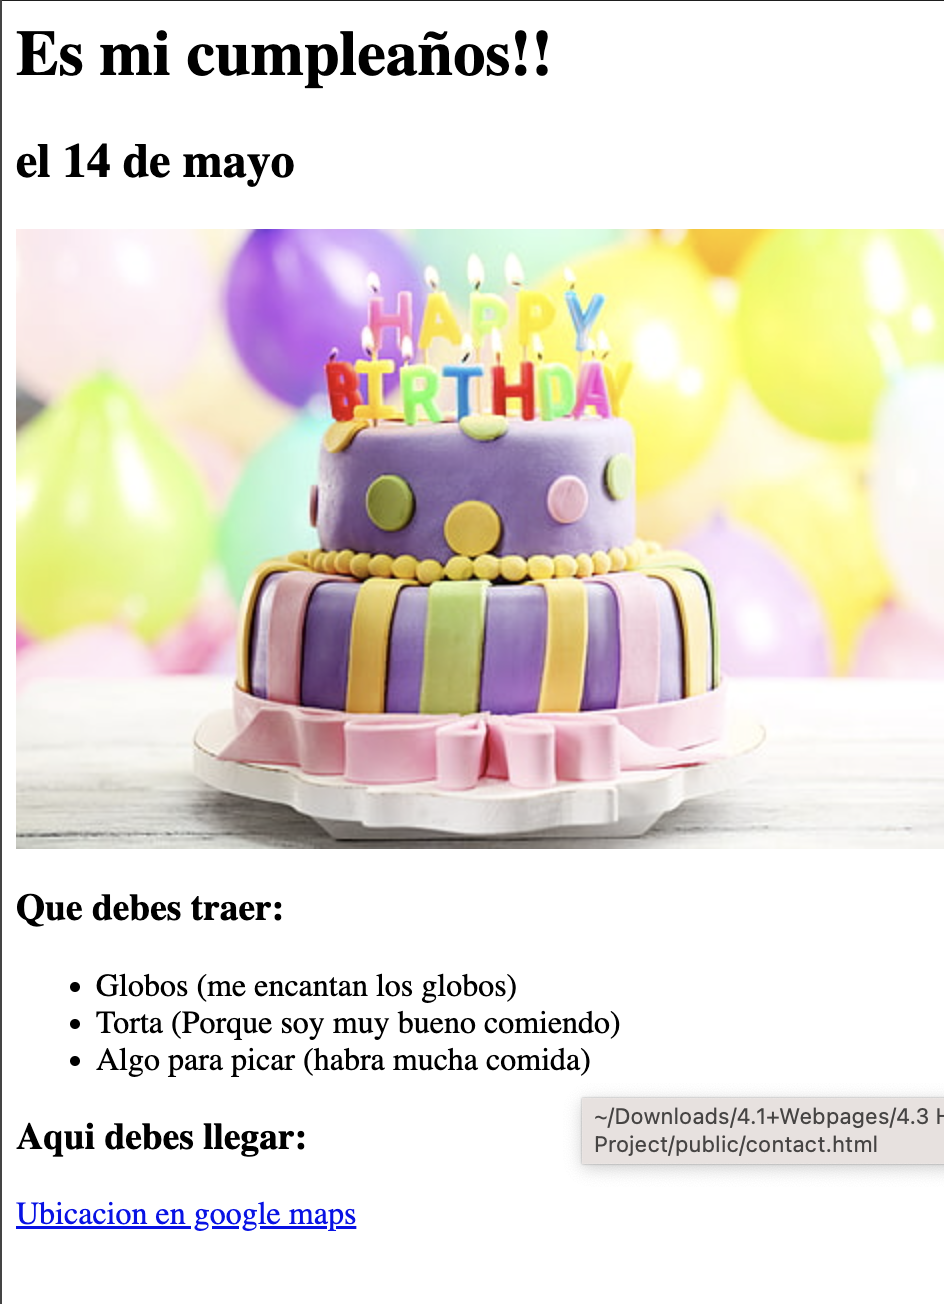 Es mi cumpleaños!!
el 14 de mayo
HAPPY
BIRTHDAY
Que debes traer:
Globos (me encantan los globos)
Torta (Porque soy muy bueno comiendo)
Algo para picar (habra mucha comida)
Aqui debes llegar:
~/Downloads/4.1+Webpages/4.3 H
Project/public/contact.html
Ubicacion en google maps